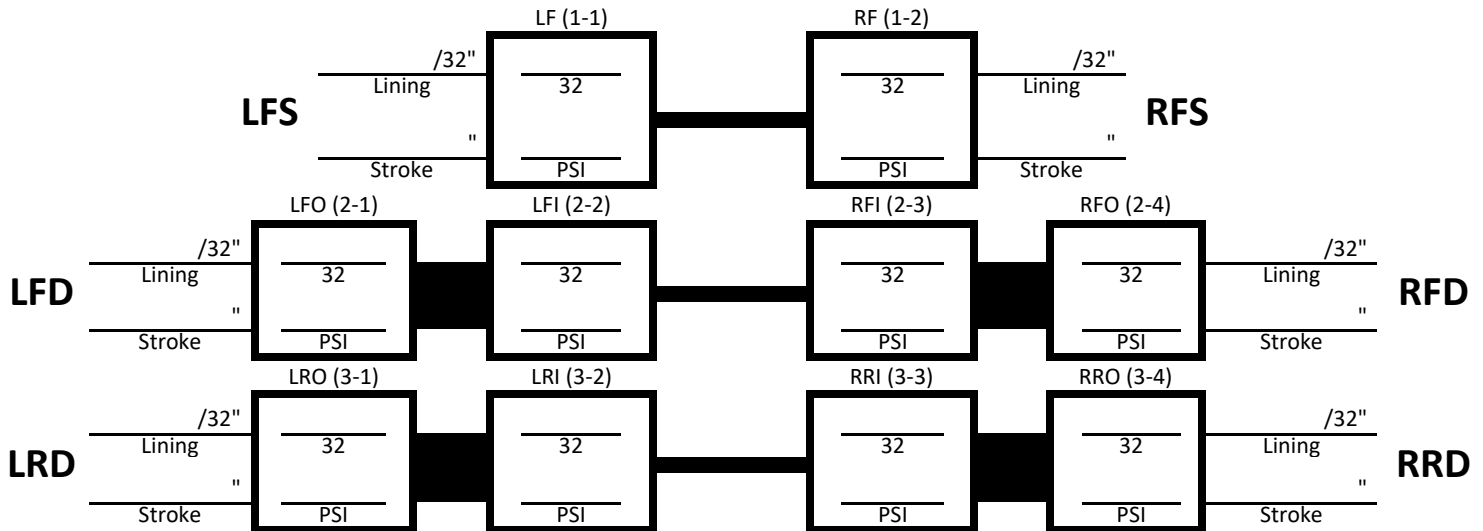 LF (1-1) RF (1-2)
/32" /32"
Lining 32 32 Lining
LFS RFS
" "
Stroke PSI PSI Stroke
LFO (2-1) LFI (2-2) RFI (2-3) RFO (2-4)
/32" /32"
Lining 32 32 32 32 Lining
LFD RFD
" "
Stroke PSI PSI PSI PSI Stroke
LRO (3-1) LRI (3-2) RRI (3-3) RRO (3-4)
/32" /32"
Lining 32 32 32 32 Lining
LRD RRD
" "
Stroke PSI PSI PSI PSI Stroke